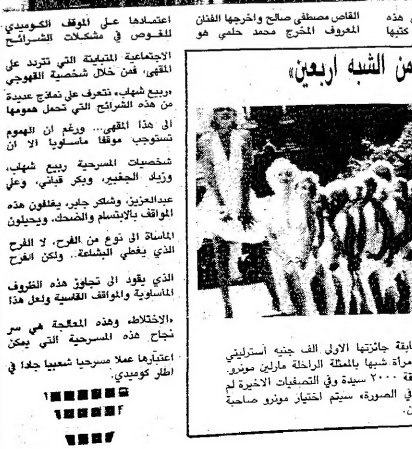 هذه
كتبها
القاص مصطفى صالح واخرجها الفنان
المعروف المخرج محمد حلمي هو
اعتمادها على الموقف الكوميدي
للغوص في مشكلات الشرائح
الاجتماعية المتباينة التي تتردد على
المقهى، فمن خلال شخصية القهوجي
«ربيع شهاب» نتعرف على نماذج عديدة
من هذه الشرائح التي تحمل همومها
الى هذا المقهى... ورغم ان الهموم
تستوجب موقفا مأساويا الا ان
شخصيات المسرحية ربيع شهاب،
وزياد الجغبير، وبكر قباني، وعلي
عبدالعزيز، وشاكر جابر، يغلفون هذه
المواقف بالابتسام والضحك، ويحيلون
المأساة الى نوع من الفرح، لا الفرح
الذي يغطي البشاعة.. ولكن الفرح
الذي يقود الى تجاوز هذه الظروف
المأساوية والمواقف القاسية ولعل هذا
«الاختلاط» وهذه المعالجة هي سر
نجاح هذه المسرحية التي يمكن
اعتبارها عملا مسرحيا شعبيا جادا في
اطار كوميدي.
من الشبه اربعين»
ابقة جائزتها الاولى الف جنيه استرليني
مرأة شبها بالممثلة الراحلة مارلين مونرو.
قة ٢٠٠٠ سيدة وفي التصفيات الاخيرة لم
في الصورة، سيتم اختيار مونرو صاحبة
ن.